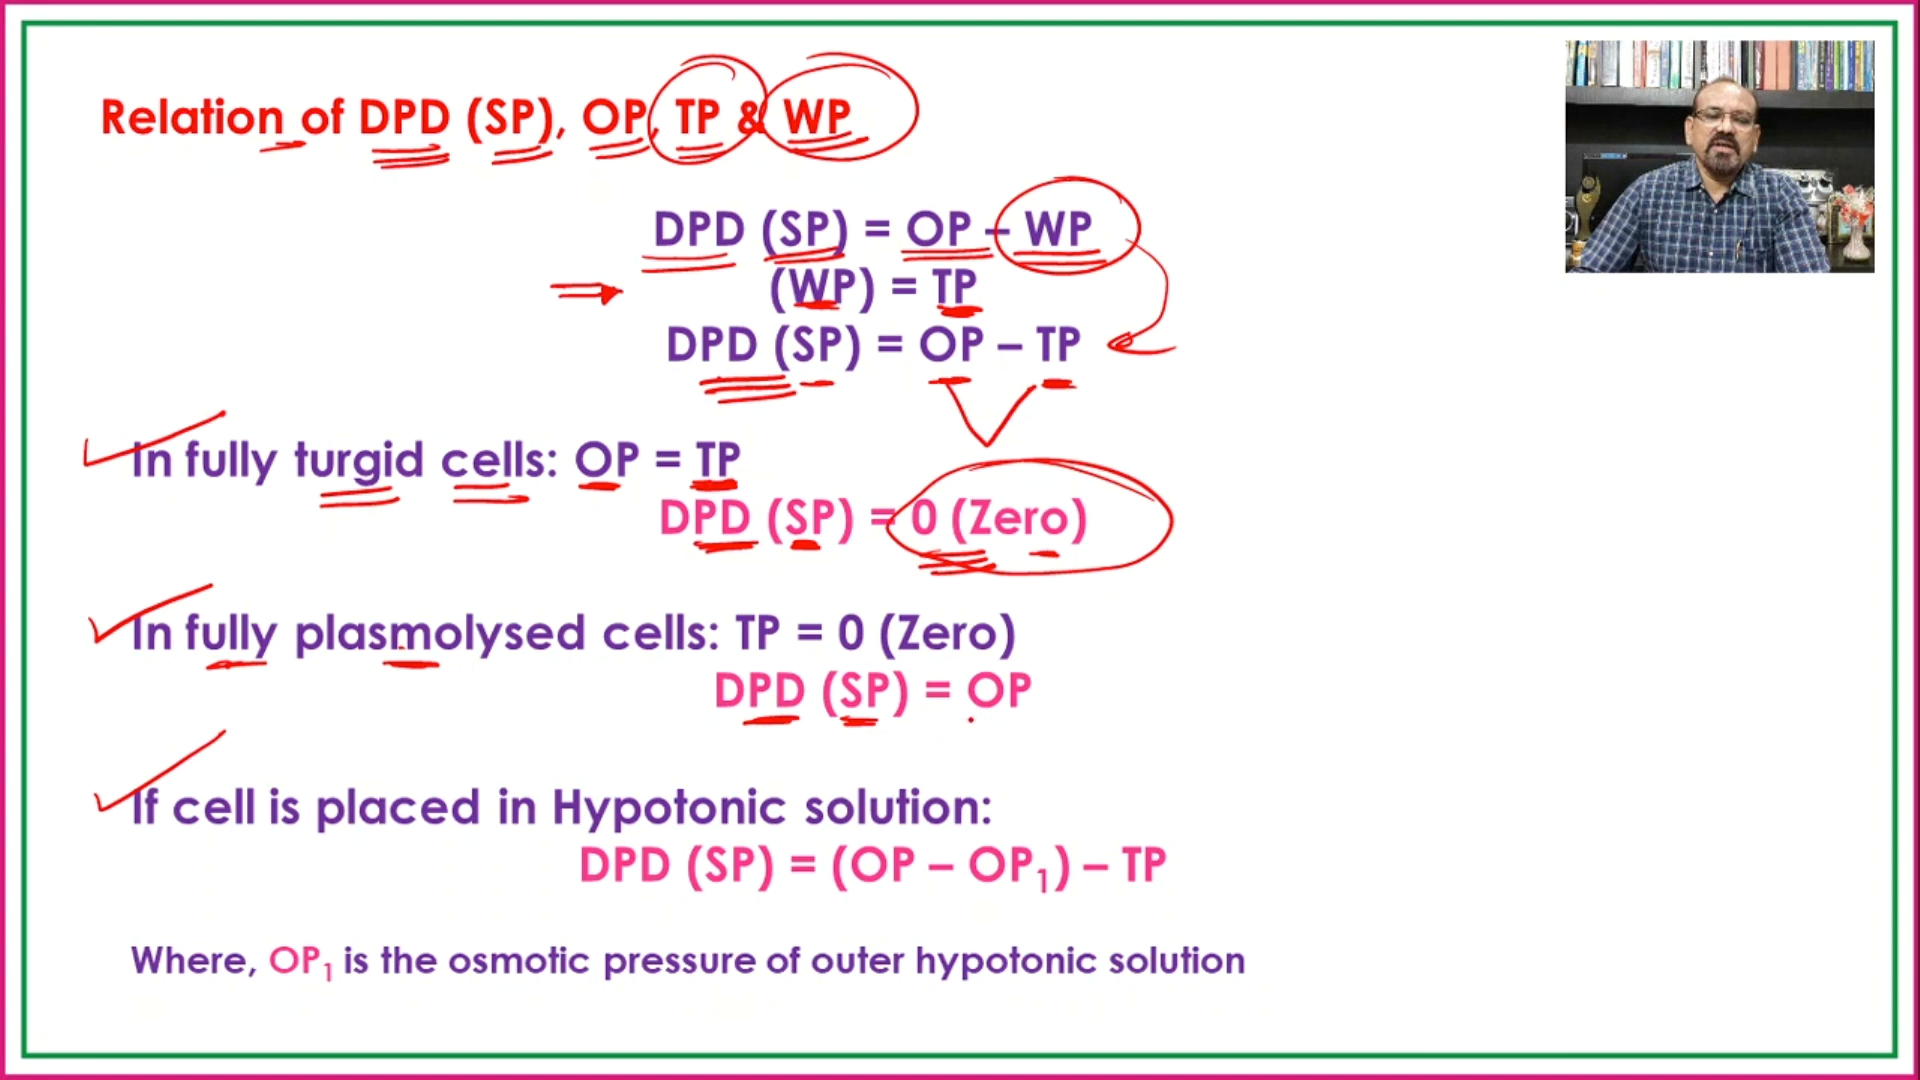 Relation of DPD (SP), OP, TP & WP
DPD (SP) = OP – WP
(WP) = TP
DPD (SP) = OP – TP
In fully turgid cells: OP = TP
DPD (SP) = 0 (Zero)
In fully plasmolysed cells: TP = 0 (Zero)
DPD (SP) = OP
If cell is placed in Hypotonic solution:
DPD (SP) = (OP – OP₁) – TP
Where, OP₁ is the osmotic pressure of outer hypotonic solution